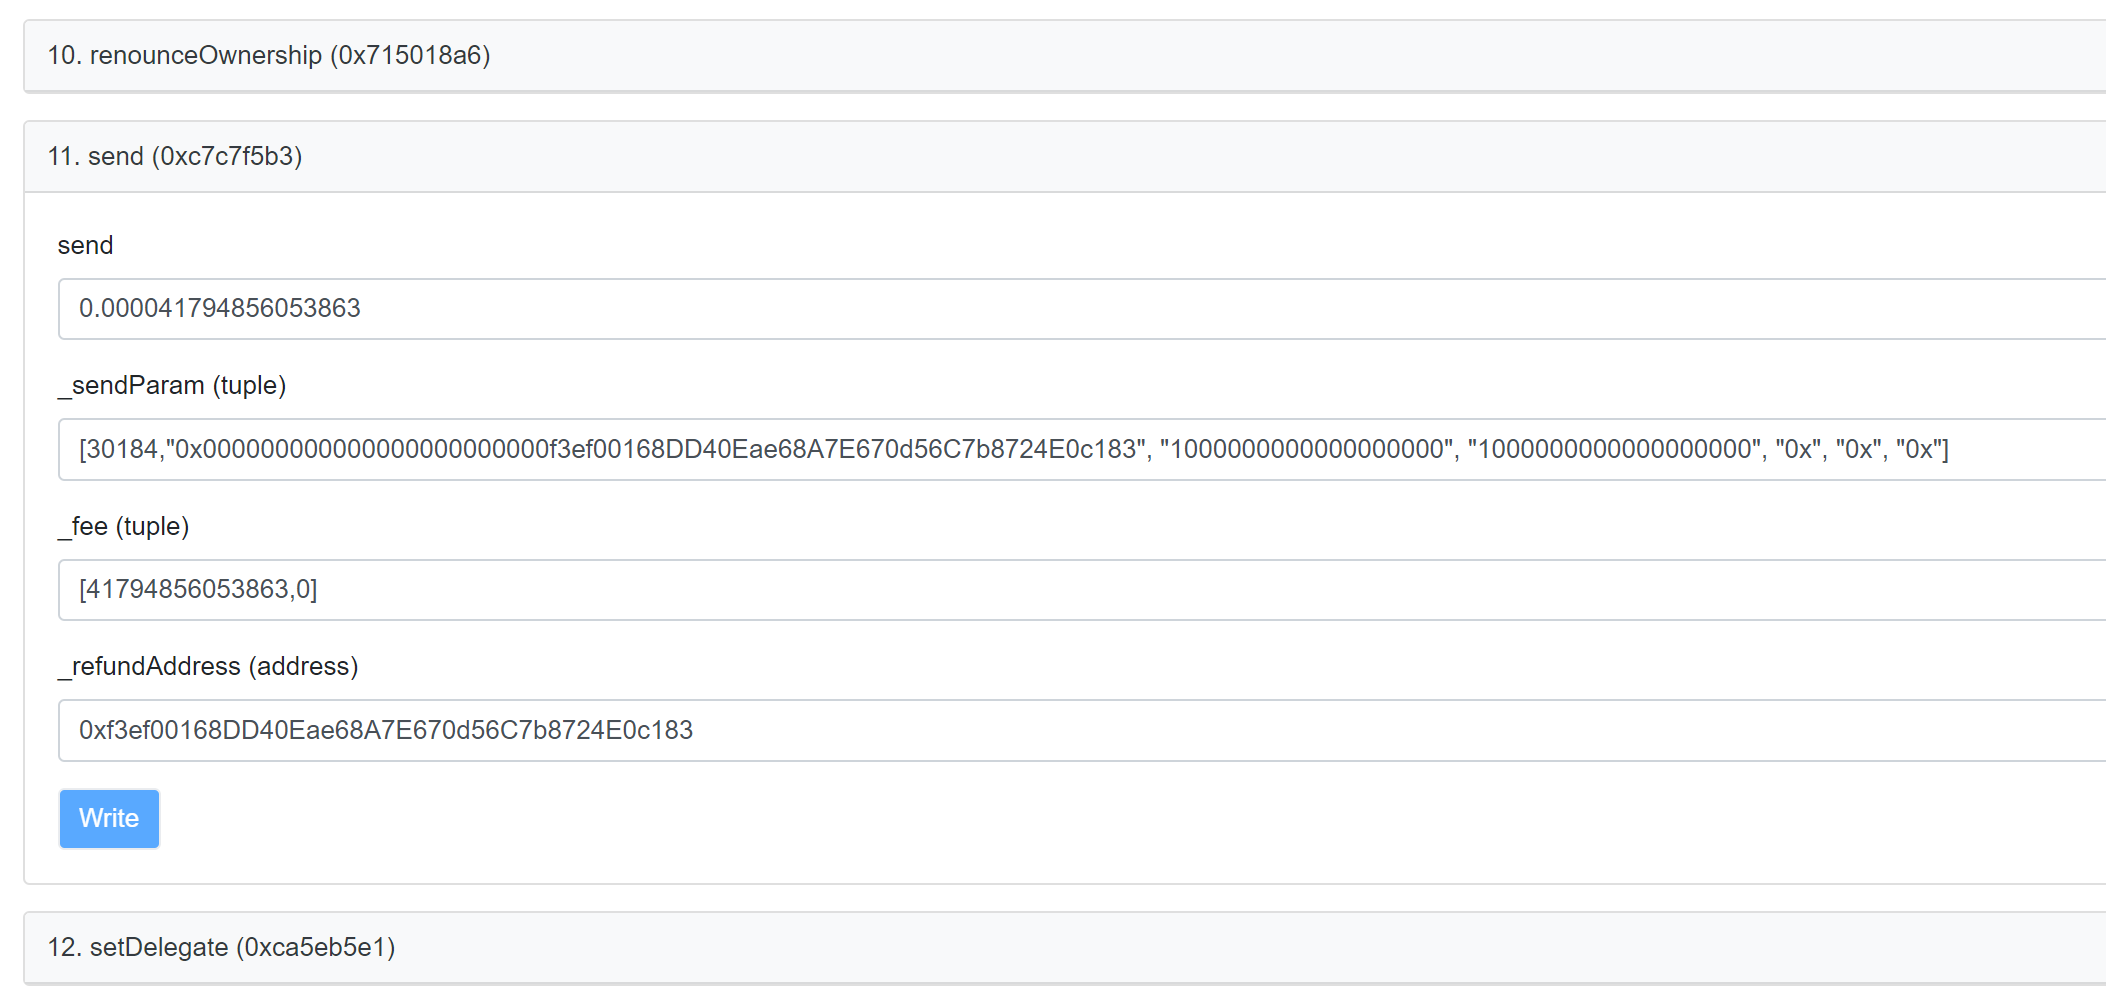 10. renounceOwnership (0x715018a6)
11. send (0xc7c7f5b3)
send
0.000041794856053863
_sendParam (tuple)
[30184,"0x000000000000000000000000f3ef00168DD40Eae68A7E670d56C7b8724E0c183", "1000000000000000000", "1000000000000000000", "0x", "0x", "0x"]
_fee (tuple)
[41794856053863,0]
_refundAddress (address)
0xf3ef00168DD40Eae68A7E670d56C7b8724E0c183
Write
12. setDelegate (0xca5eb5e1)